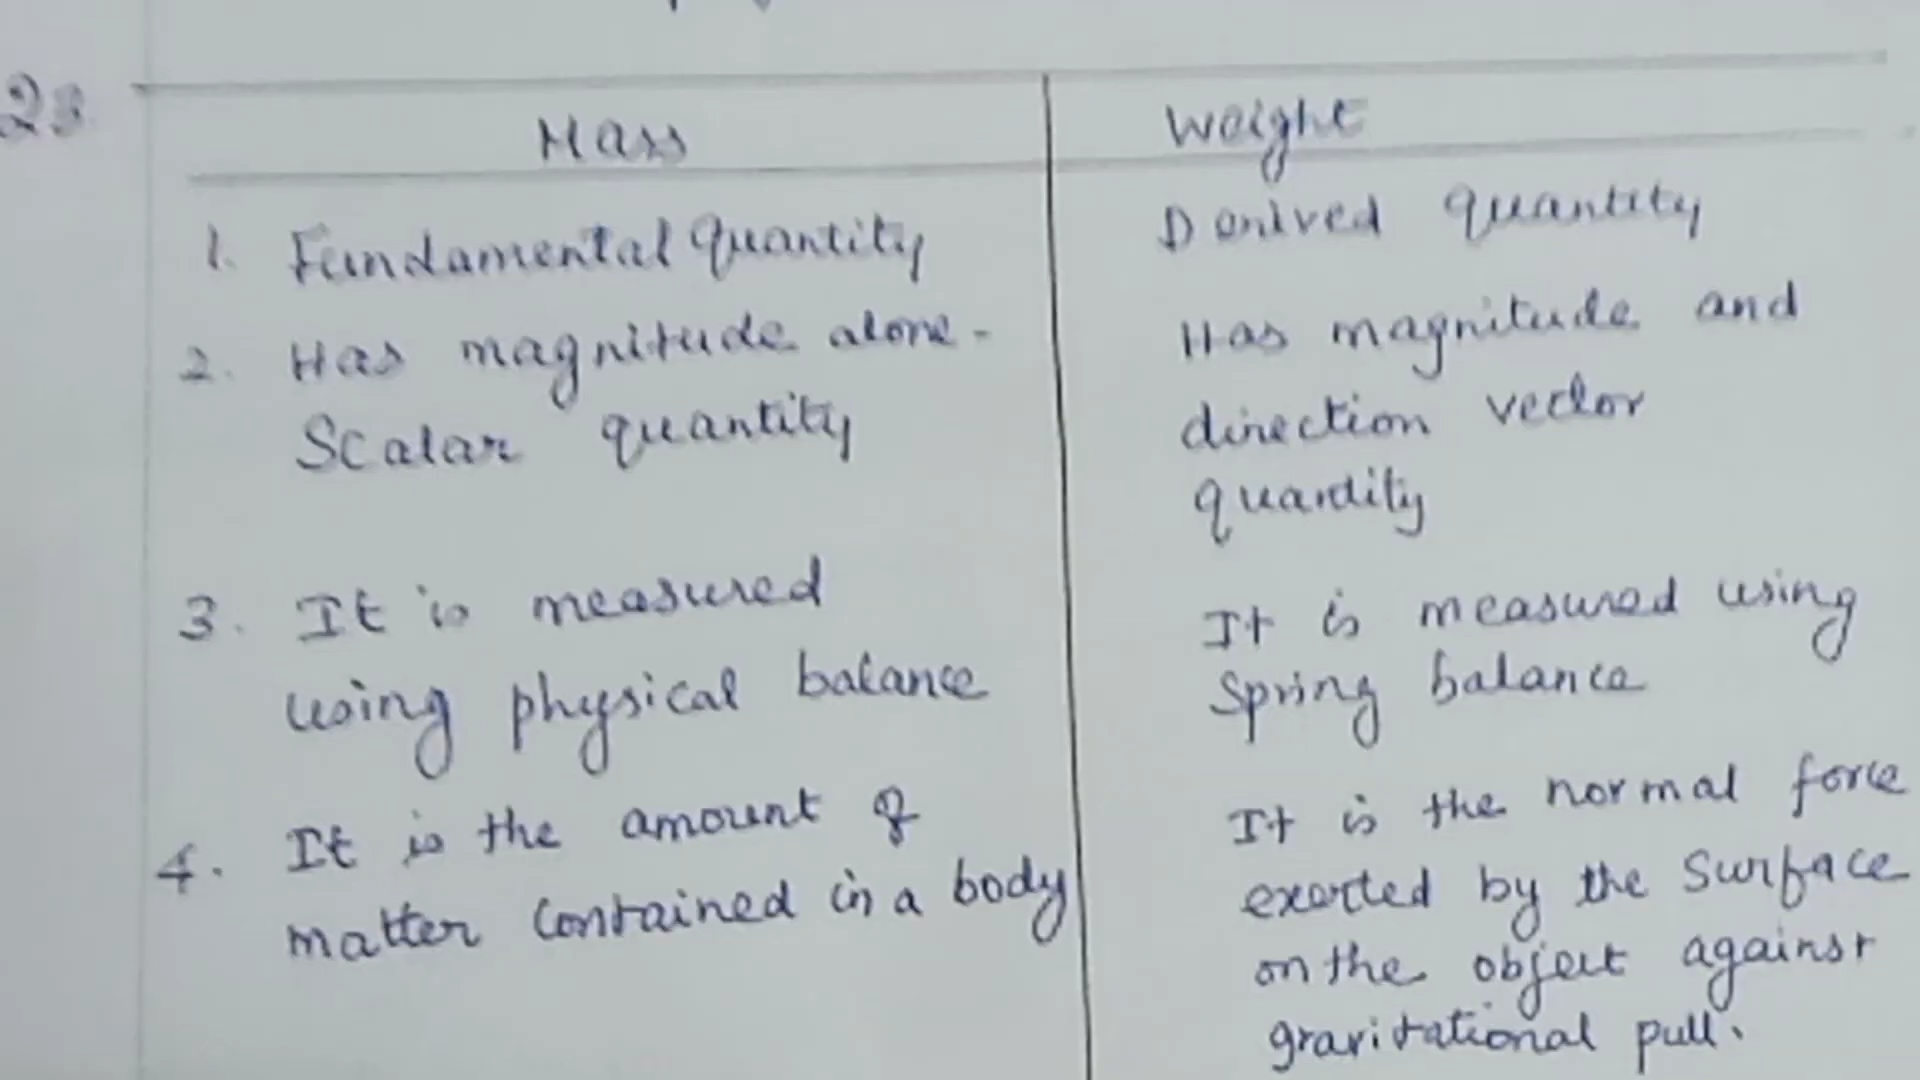 23.
Mass
Weight
1. Fundamental quantity
Derived quantity
2. Has magnitude alone -
Scalar quantity
Has magnitude and
direction vector
quantity
3. It is measured
using physical balance
It is measured using
Spring balance
4. It is the amount of
matter contained in a body
It is the normal force
exerted by the surface
on the object against
gravitational pull.